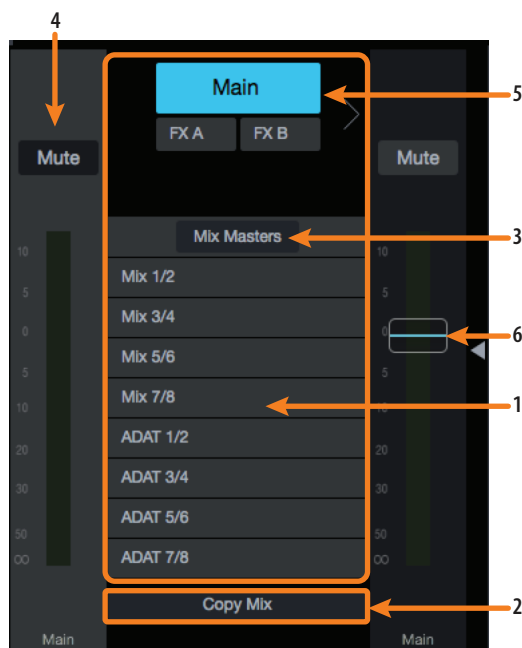 4
Main
5
FX A FX B
Mute
Mute
Mix Masters
3
10
10
Mix 1/2
5
5
Mix 3/4
0
0
6
Mix 5/6
5
5
Mix 7/8
1
10
10
ADAT 1/2
20
20
ADAT 3/4
30
30
ADAT 5/6
50
50
ADAT 7/8
∞
∞
Copy Mix
2
Main
Main